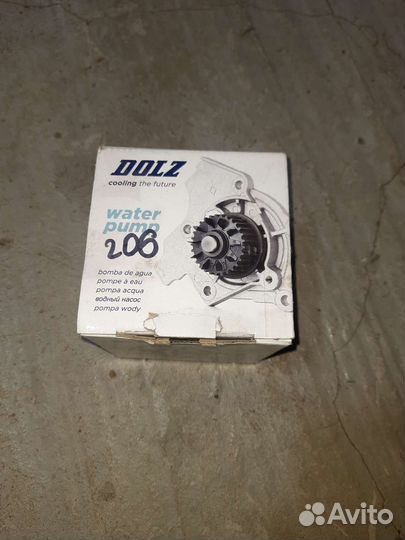 DOLZ
cooling the future
water
pump
206
bomba de agua
pompe à eau
pompa acqua
водный насос
pompa wody
Avito